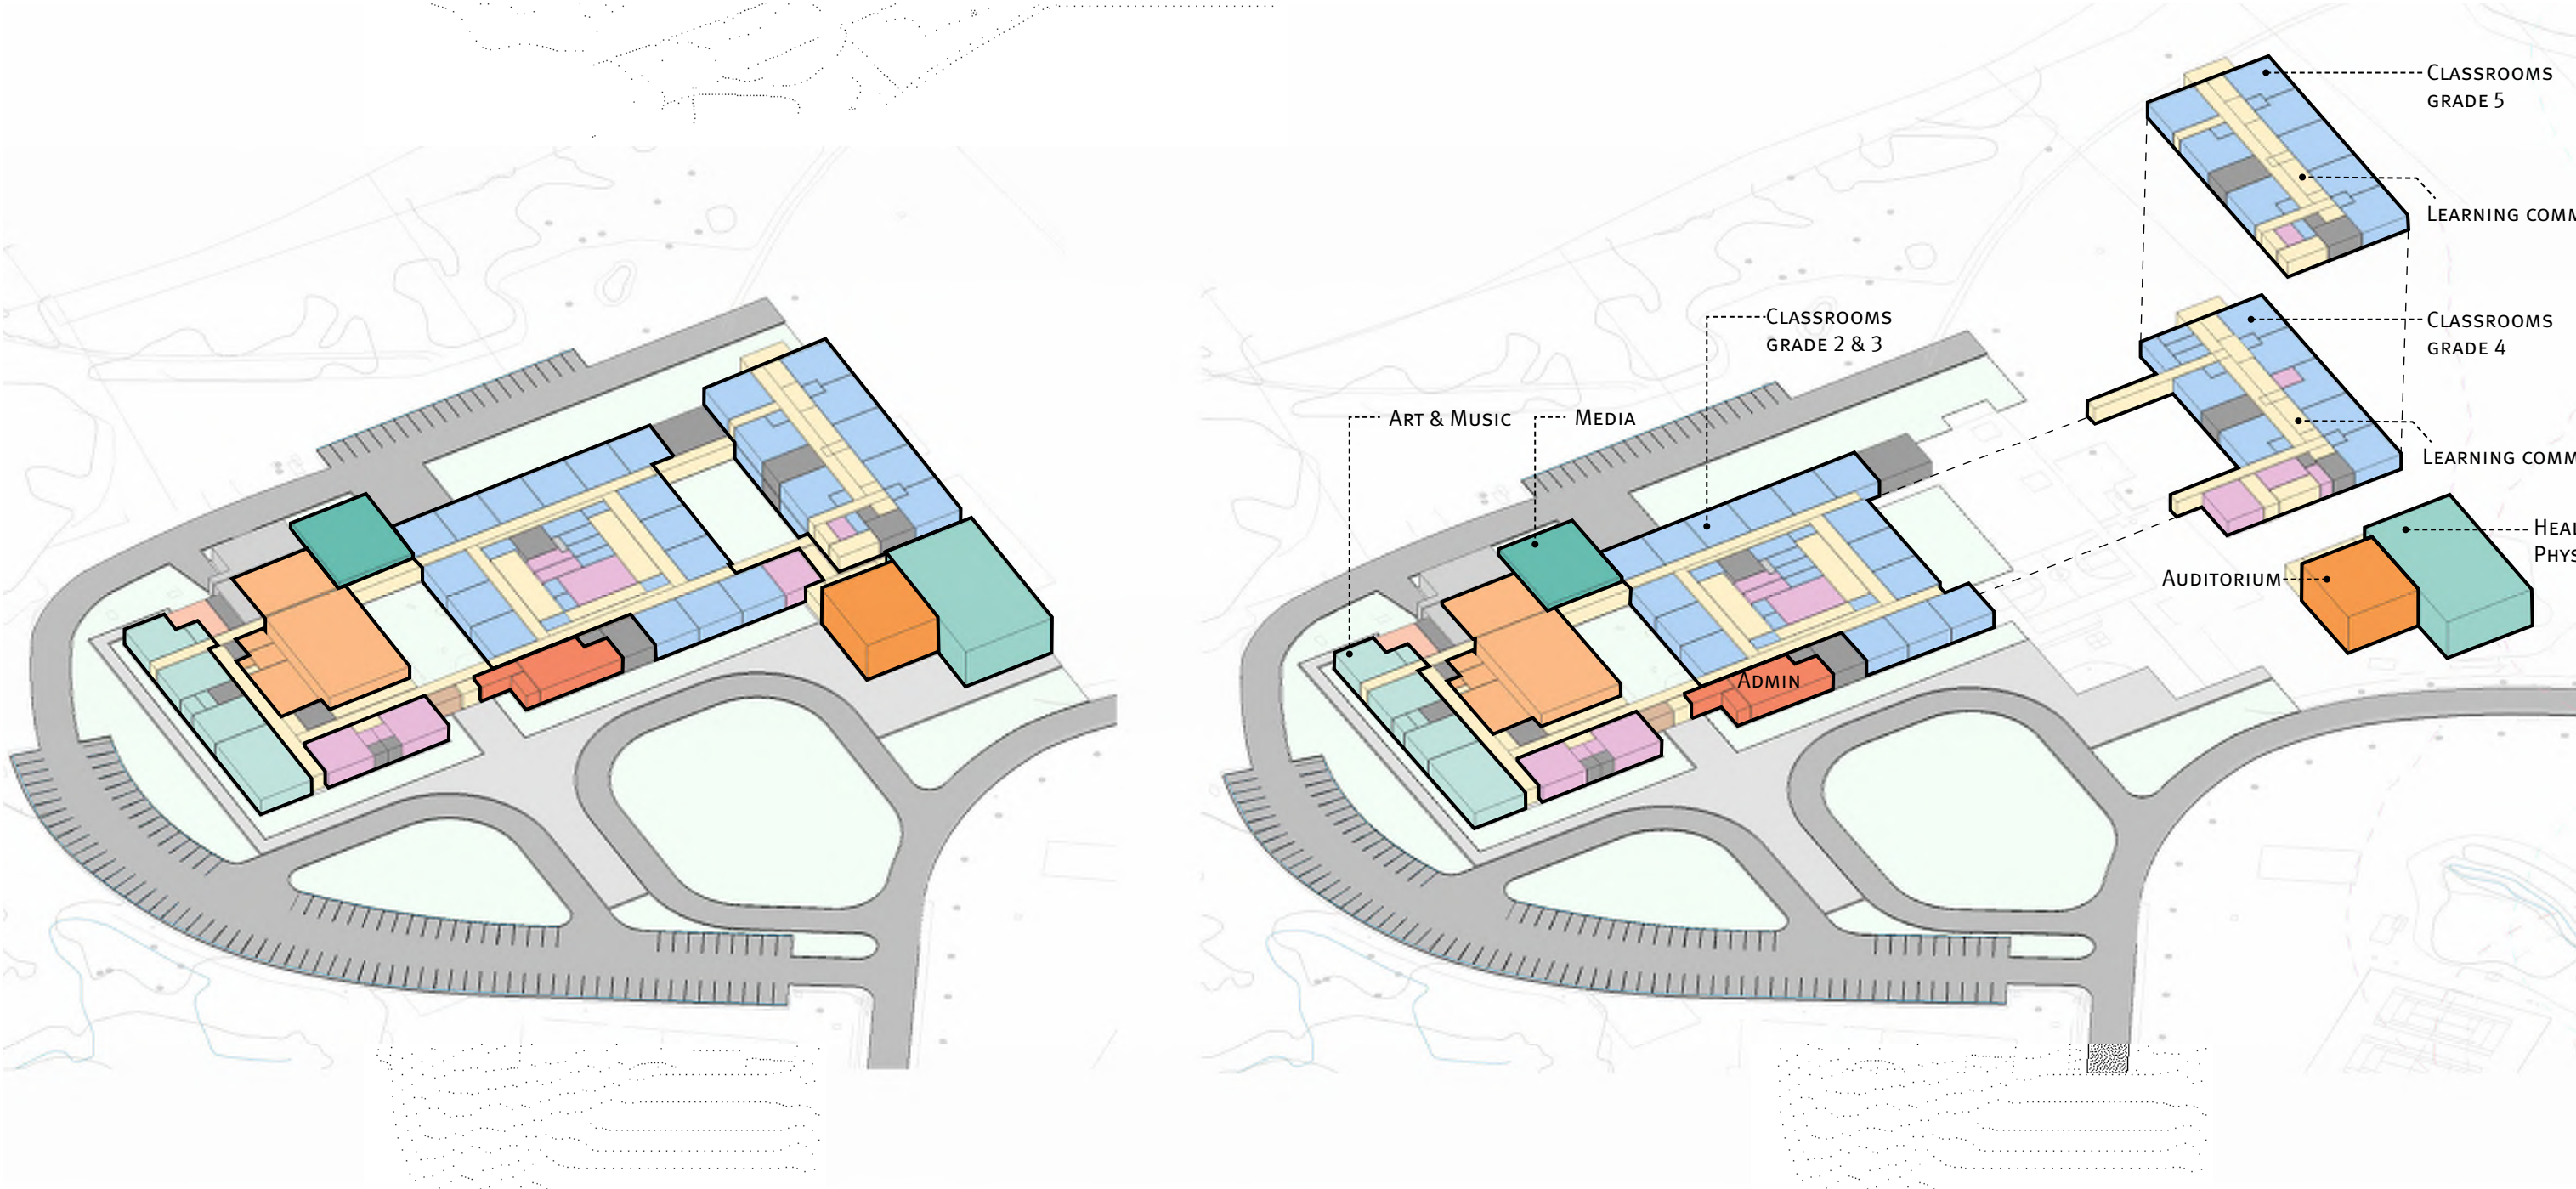 Classrooms
grade 5
Learning comm
Classrooms
grade 4
Classrooms
grade 2 & 3
Art & Music
Media
Learning comm
Heal
Phys
Auditorium
Admin